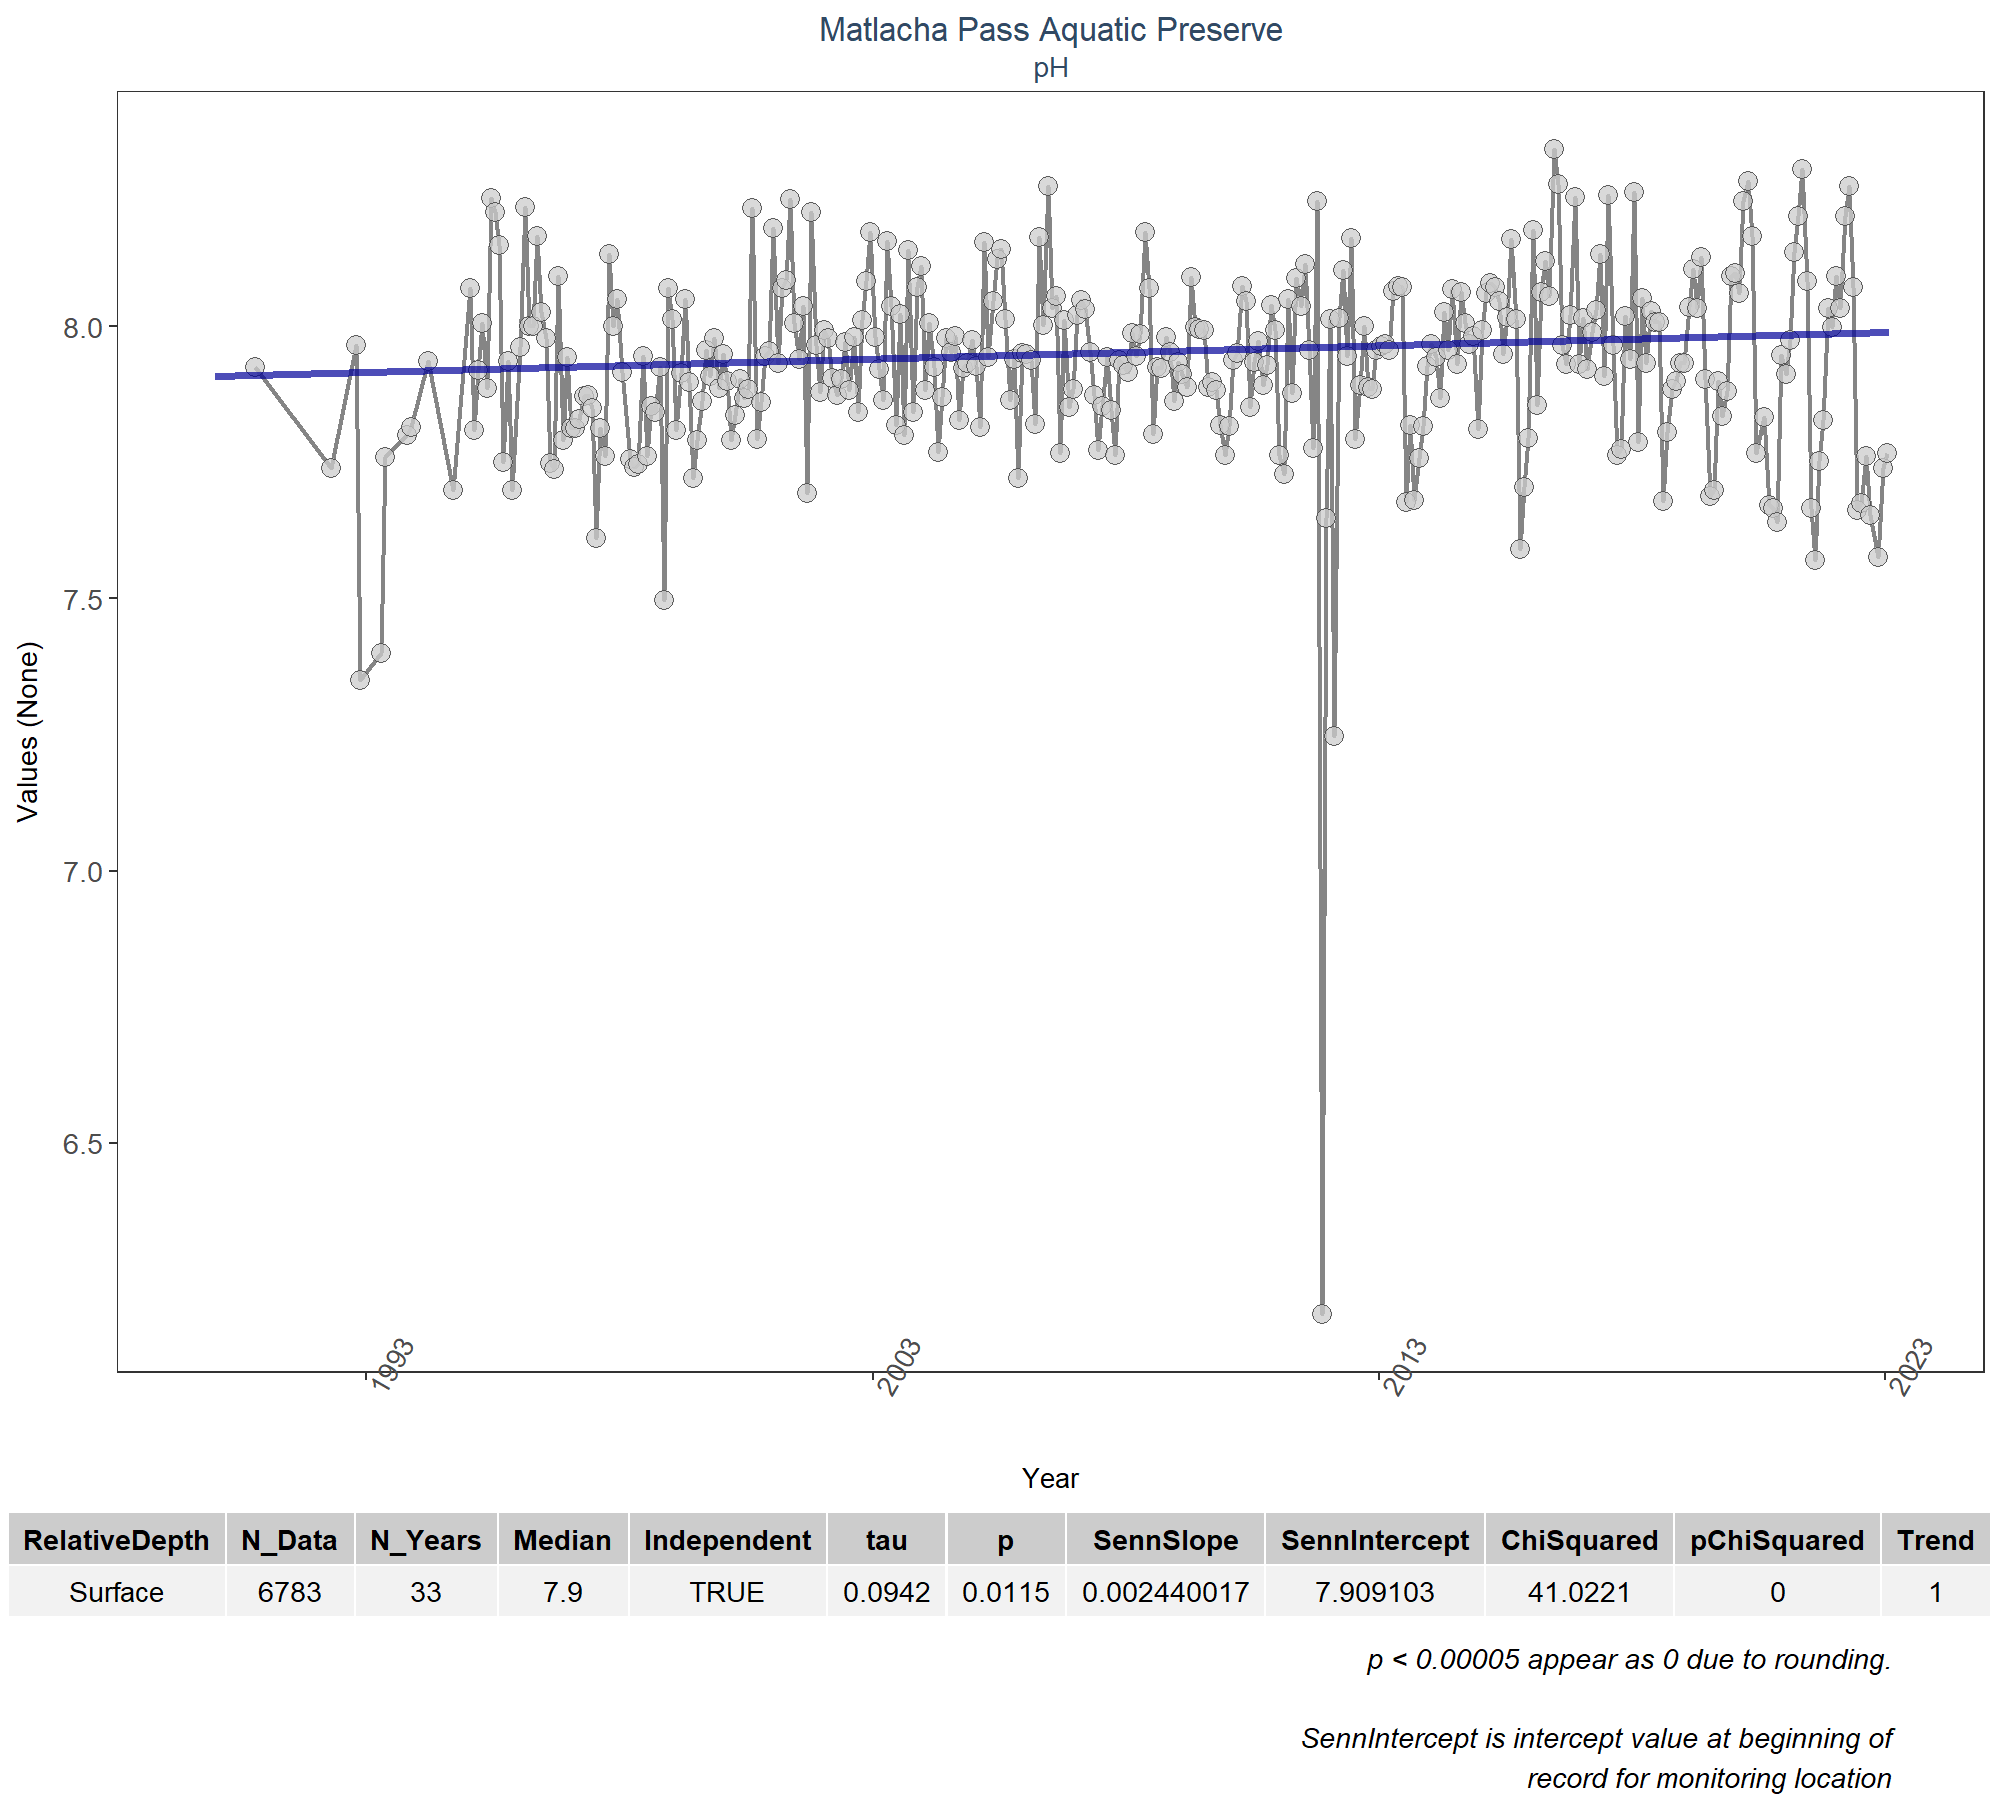 Matlacha Pass Aquatic Preserve
pH
Values (None)
8.0
7.5
7.0
6.5
1993 2003 2013 2023
Year
RelativeDepth N_Data N_Years Median Independent tau p SennSlope SennIntercept ChiSquared pChiSquared Trend
Surface 6783 33 7.9 TRUE 0.0942 0.0115 0.002440017 7.909103 41.0221 0 1
p < 0.00005 appear as 0 due to rounding.
SennIntercept is intercept value at beginning of
record for monitoring location